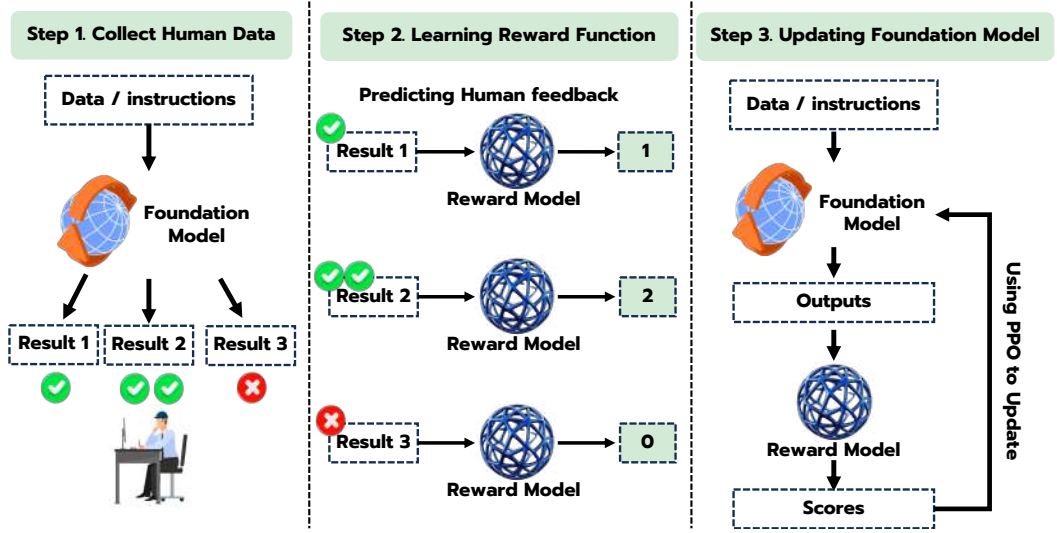 Step 1. Collect Human Data
Data / instructions
Foundation
Model
Result 1
Result 2
Result 3
Step 2. Learning Reward Function
Predicting Human feedback
Result 1
1
Reward Model
Result 2
2
Reward Model
Result 3
0
Reward Model
Step 3. Updating Foundation Model
Data / instructions
Foundation
Model
Outputs
Reward Model
Scores
Using PPO to Update